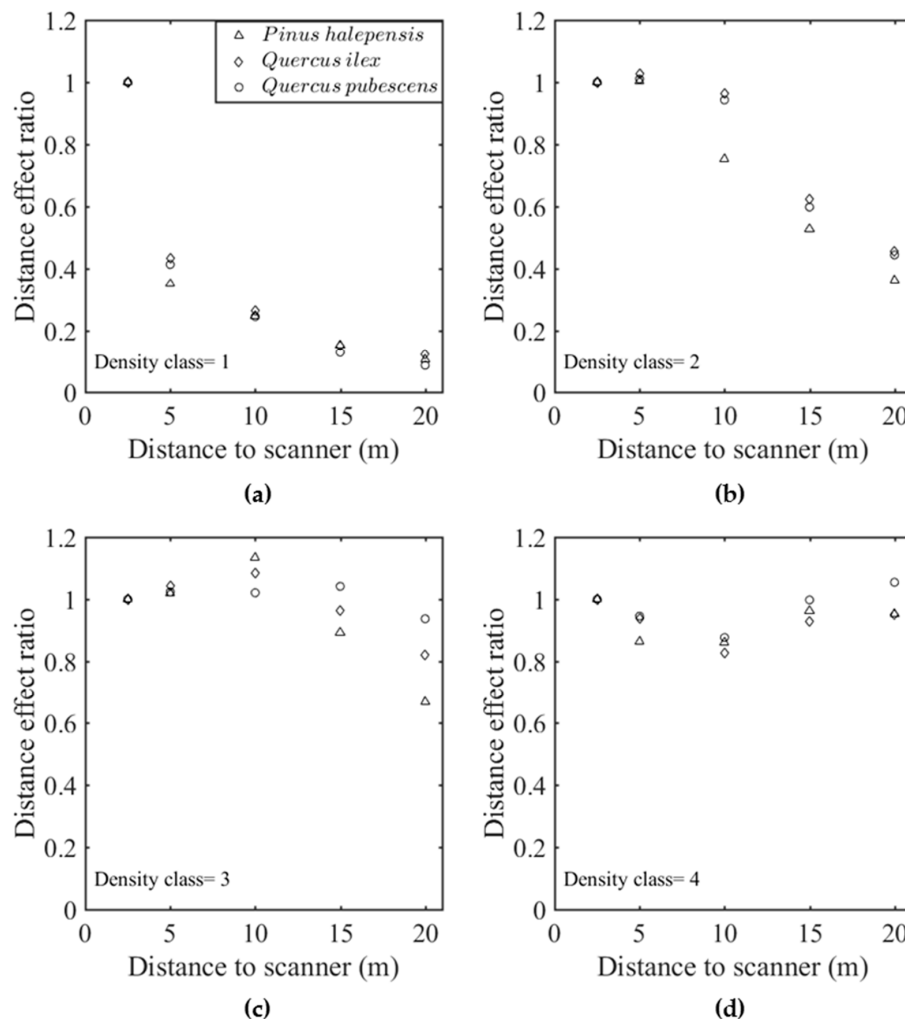 1.2
1
0.8
0.6
0.4
0.2
0
Distance effect ratio
Pinus halepensis
Quercus ilex
Quercus pubescens
Density class= 1
0 5 10 15 20
Distance to scanner (m)
(a)
1.2
1
0.8
0.6
0.4
0.2
0
Distance effect ratio
Density class= 2
0 5 10 15 20
Distance to scanner (m)
(b)
1.2
1
0.8
0.6
0.4
0.2
0
Distance effect ratio
Density class= 3
0 5 10 15 20
Distance to scanner (m)
(c)
1.2
1
0.8
0.6
0.4
0.2
0
Distance effect ratio
Density class= 4
0 5 10 15 20
Distance to scanner (m)
(d)